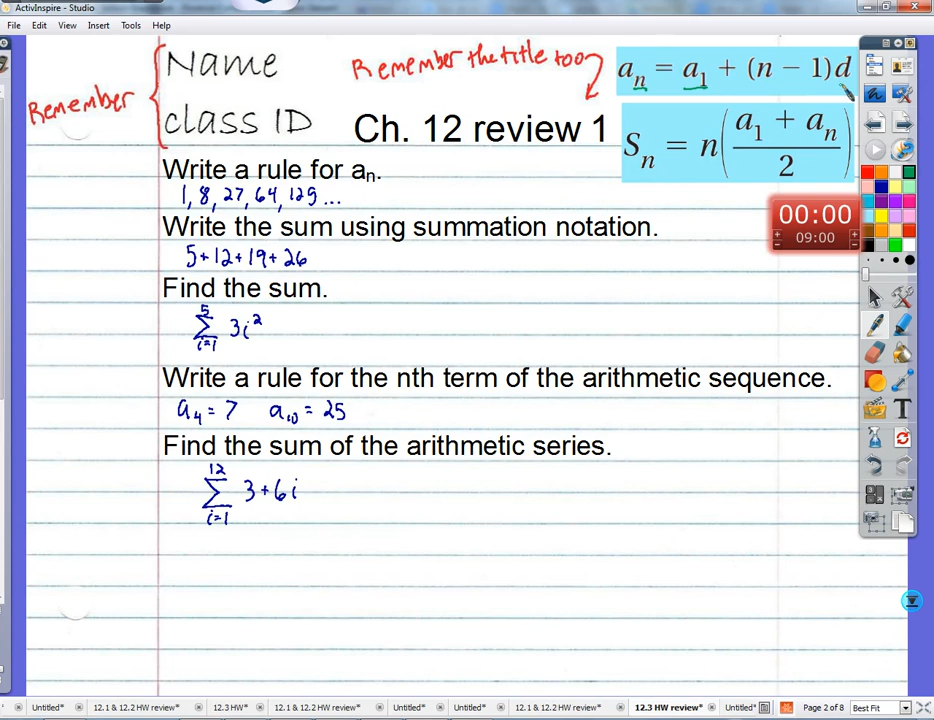 ActivInspire - Studio
File Edit View Insert Tools Help
Remember
Name
class ID
Remember the title too
Ch. 12 review 1
aₙ = a₁ + (n − 1)d
Sₙ = n((a₁ + aₙ)/2)
Write a rule for aₙ.
1, 8, 27, 64, 125 ...
Write the sum using summation notation.
5+12+19+26
Find the sum.
5 ∑ i=1 3i²
Write a rule for the nth term of the arithmetic sequence.
a₄ = 7 a₁₀ = 25
Find the sum of the arithmetic series.
12 ∑ i=1 3+6i
00:00
09:00
Untitled* 12.1 & 12.2 HW review* 12.3 HW* 12.1 & 12.2 HW review* Untitled* Untitled* 12.1 & 12.2 HW review* 12.3 HW review* Untitled* Page 2 of 8 Best Fit